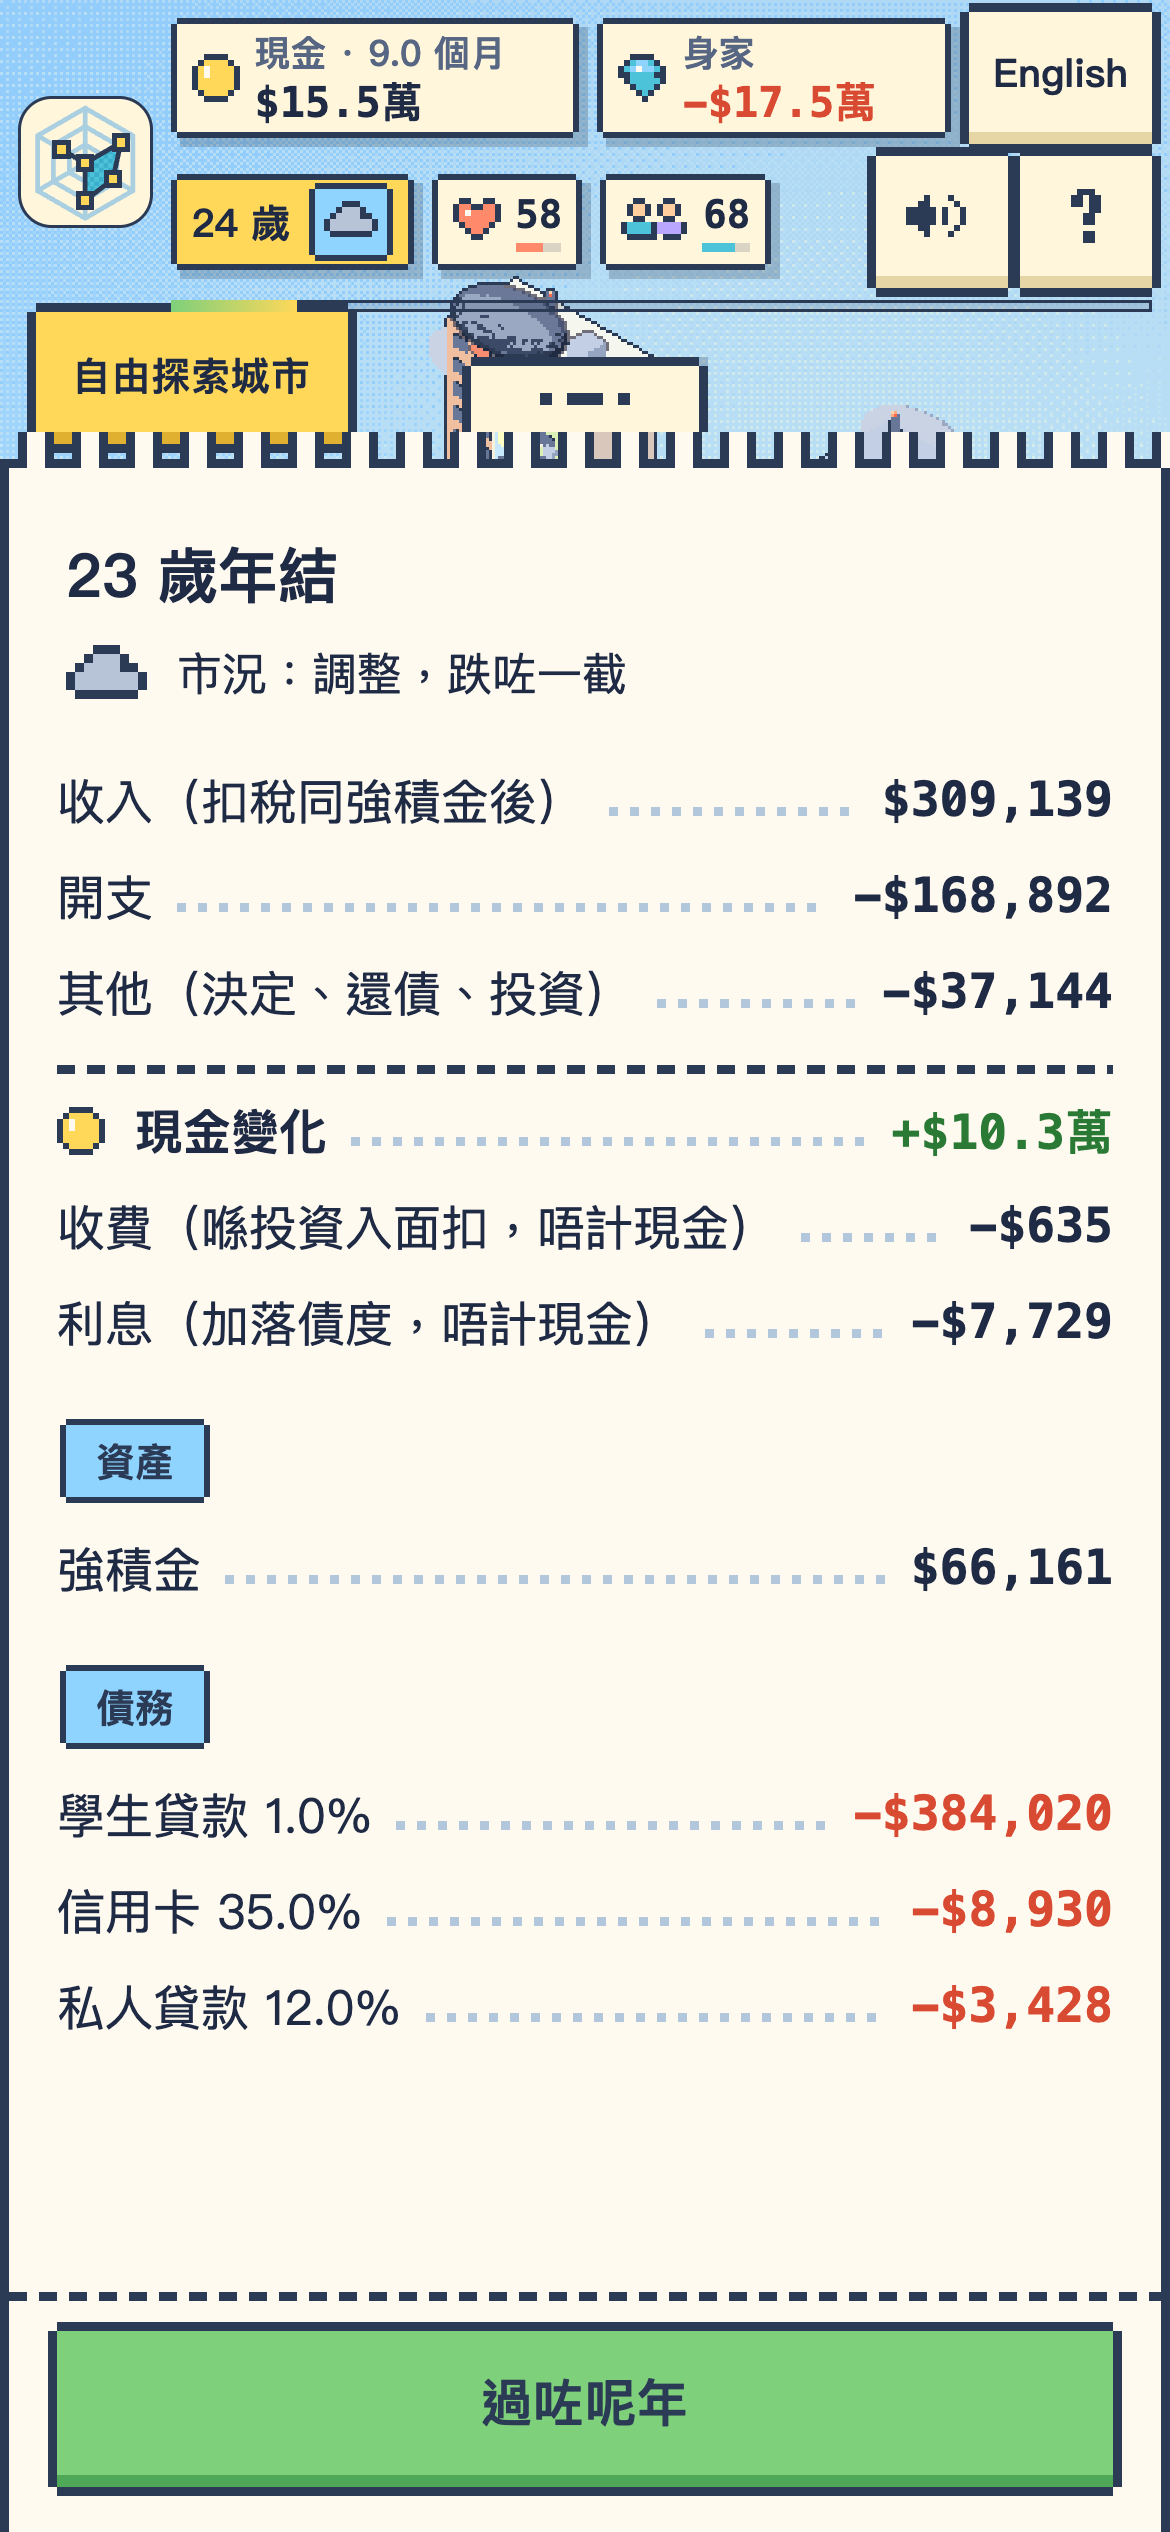 現金 · 9.0 個月
$15.5萬
身家
-$17.5萬
English
24 歲
58
68
?
自由探索城市
23 歲年結
市況：調整，跌咗一截
收入（扣稅同強積金後） $309,139
開支 -$168,892
其他（決定、還債、投資） -$37,144
現金變化 +$10.3萬
收費（喺投資入面扣，唔計現金） -$635
利息（加落債度，唔計現金） -$7,729
資產
強積金 $66,161
債務
學生貸款 1.0% -$384,020
信用卡 35.0% -$8,930
私人貸款 12.0% -$3,428
過咗呢年